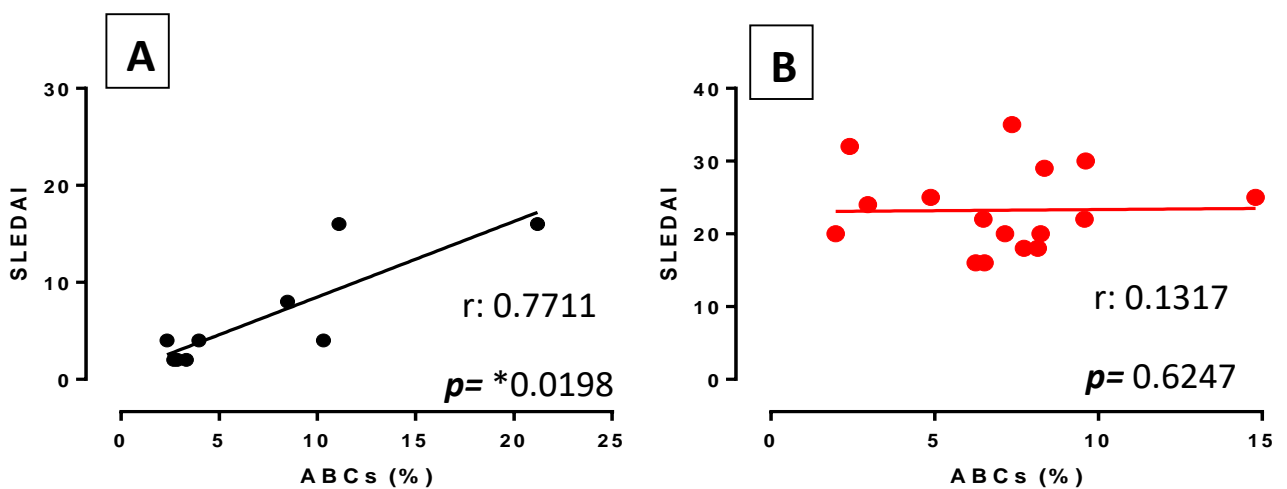 A
30
20
10
0
SLEDAI
r: 0.7711
p= *0.0198
0 5 10 15 20 25
ABCs (%)
B
40
30
20
10
0
SLEDAI
r: 0.1317
p= 0.6247
0 5 10 15
ABCs (%)